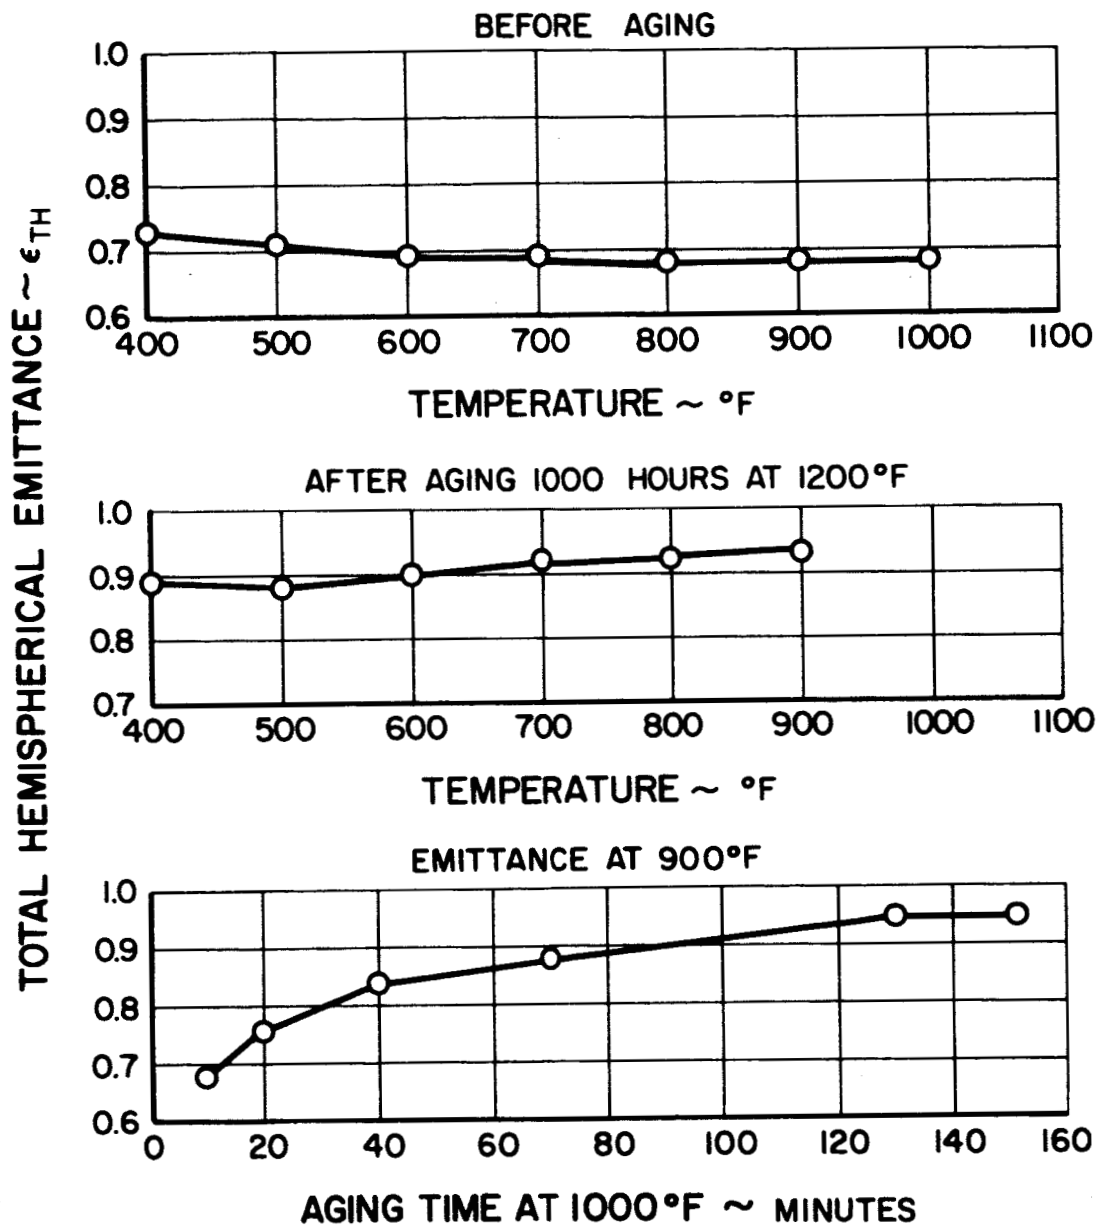 TOTAL HEMISPHERICAL EMITTANCE ~ ϵTH
BEFORE AGING
1.0
0.9
0.8
0.7
0.6
400 500 600 700 800 900 1000 1100
TEMPERATURE ~ °F
AFTER AGING 1000 HOURS AT 1200°F
1.0
0.9
0.8
0.7
400 500 600 700 800 900 1000 1100
TEMPERATURE ~ °F
EMITTANCE AT 900°F
1.0
0.9
0.8
0.7
0.6
0 20 40 60 80 100 120 140 160
AGING TIME AT 1000°F ~ MINUTES